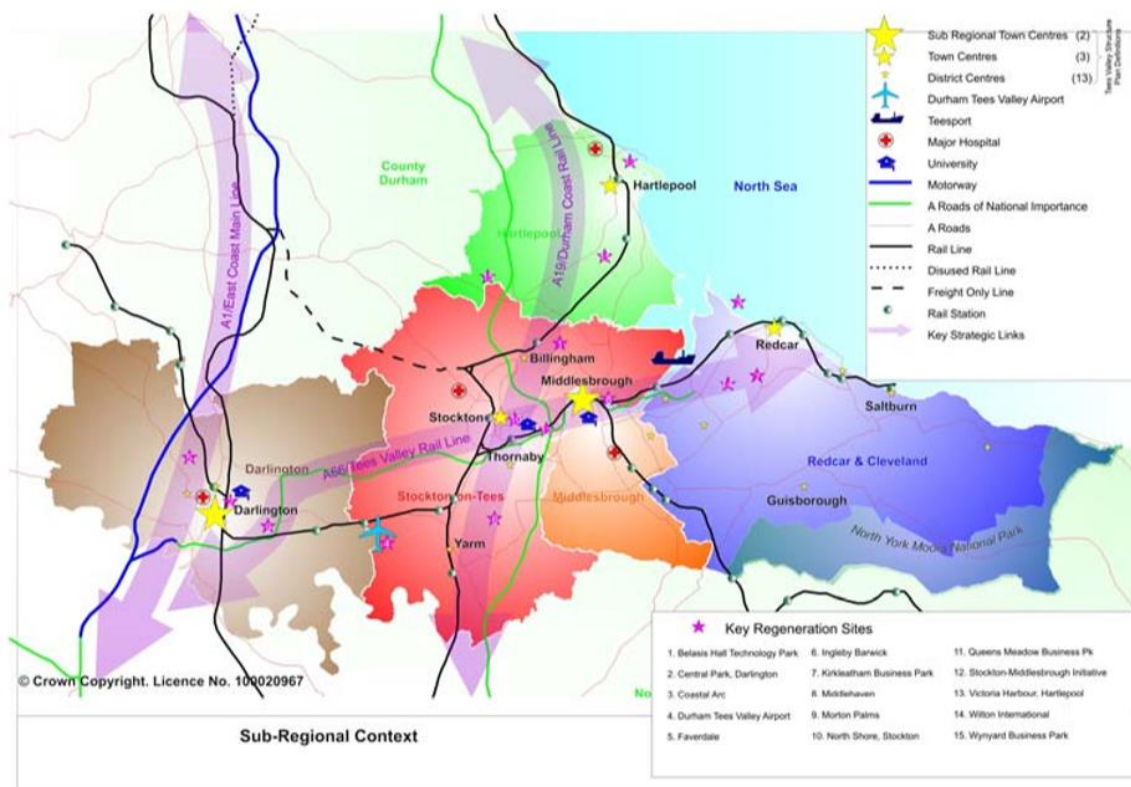 Sub Regional Town Centres (2)
Town Centres (3)
District Centres (13)
Tees Valley Structure
Plan Definitions
Durham Tees Valley Airport
Teesport
Major Hospital
University
Motorway
A Roads of National Importance
A Roads
Rail Line
Disused Rail Line
Freight Only Line
Rail Station
Key Strategic Links
County
Durham
North Sea
Hartlepool
Hartlepool
A1/East Coast Main Line
A19/Durham Coast Rail Line
Billingham
Redcar
Middlesbrough
Saltburn
Stockton
A66/Tees Valley Rail Line
Thornaby
Darlington
Redcar & Cleveland
Stockton-on-Tees
Middlesbrough
Guisborough
Darlington
North York Moors National Park
Yarm
Key Regeneration Sites
1. Belasis Hall Technology Park
2. Central Park, Darlington
3. Coastal Arc
4. Durham Tees Valley Airport
5. Faverdale
6. Ingleby Barwick
7. Kirkleatham Business Park
8. Middlehaven
9. Morton Palms
10. North Shore, Stockton
11. Queens Meadow Business Pk
12. Stockton-Middlesbrough Initiative
13. Victoria Harbour, Hartlepool
14. Wilton International
15. Wynyard Business Park
© Crown Copyright. Licence No. 100020967
Sub-Regional Context